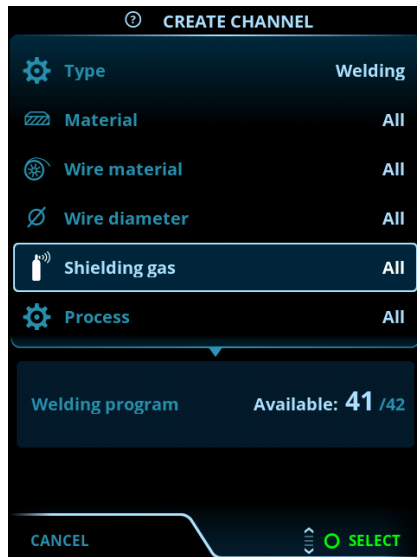 ? CREATE CHANNEL
Type Welding
Material All
Wire material All
Wire diameter All
Shielding gas All
Process All
Welding program Available: 41 /42
CANCEL SELECT